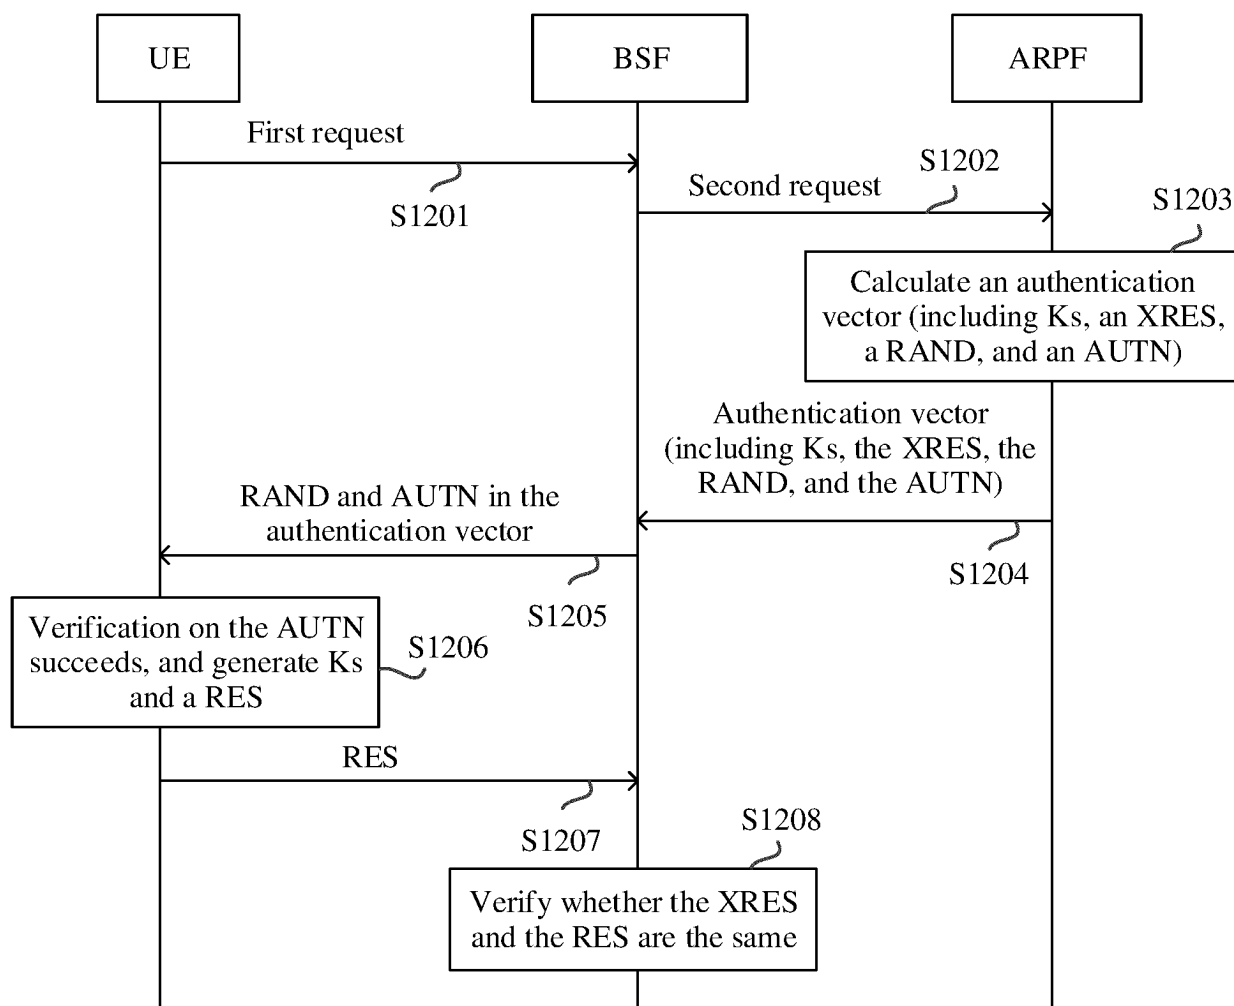 UE
BSF
ARPF
First request
S1201
S1202
Second request
S1203
Calculate an authentication
vector (including Ks, an XRES,
a RAND, and an AUTN)
Authentication vector
(including Ks, the XRES, the
RAND, and the AUTN)
S1204
RAND and AUTN in the
authentication vector
S1205
Verification on the AUTN
succeeds, and generate Ks
and a RES
S1206
RES
S1207
S1208
Verify whether the XRES
and the RES are the same